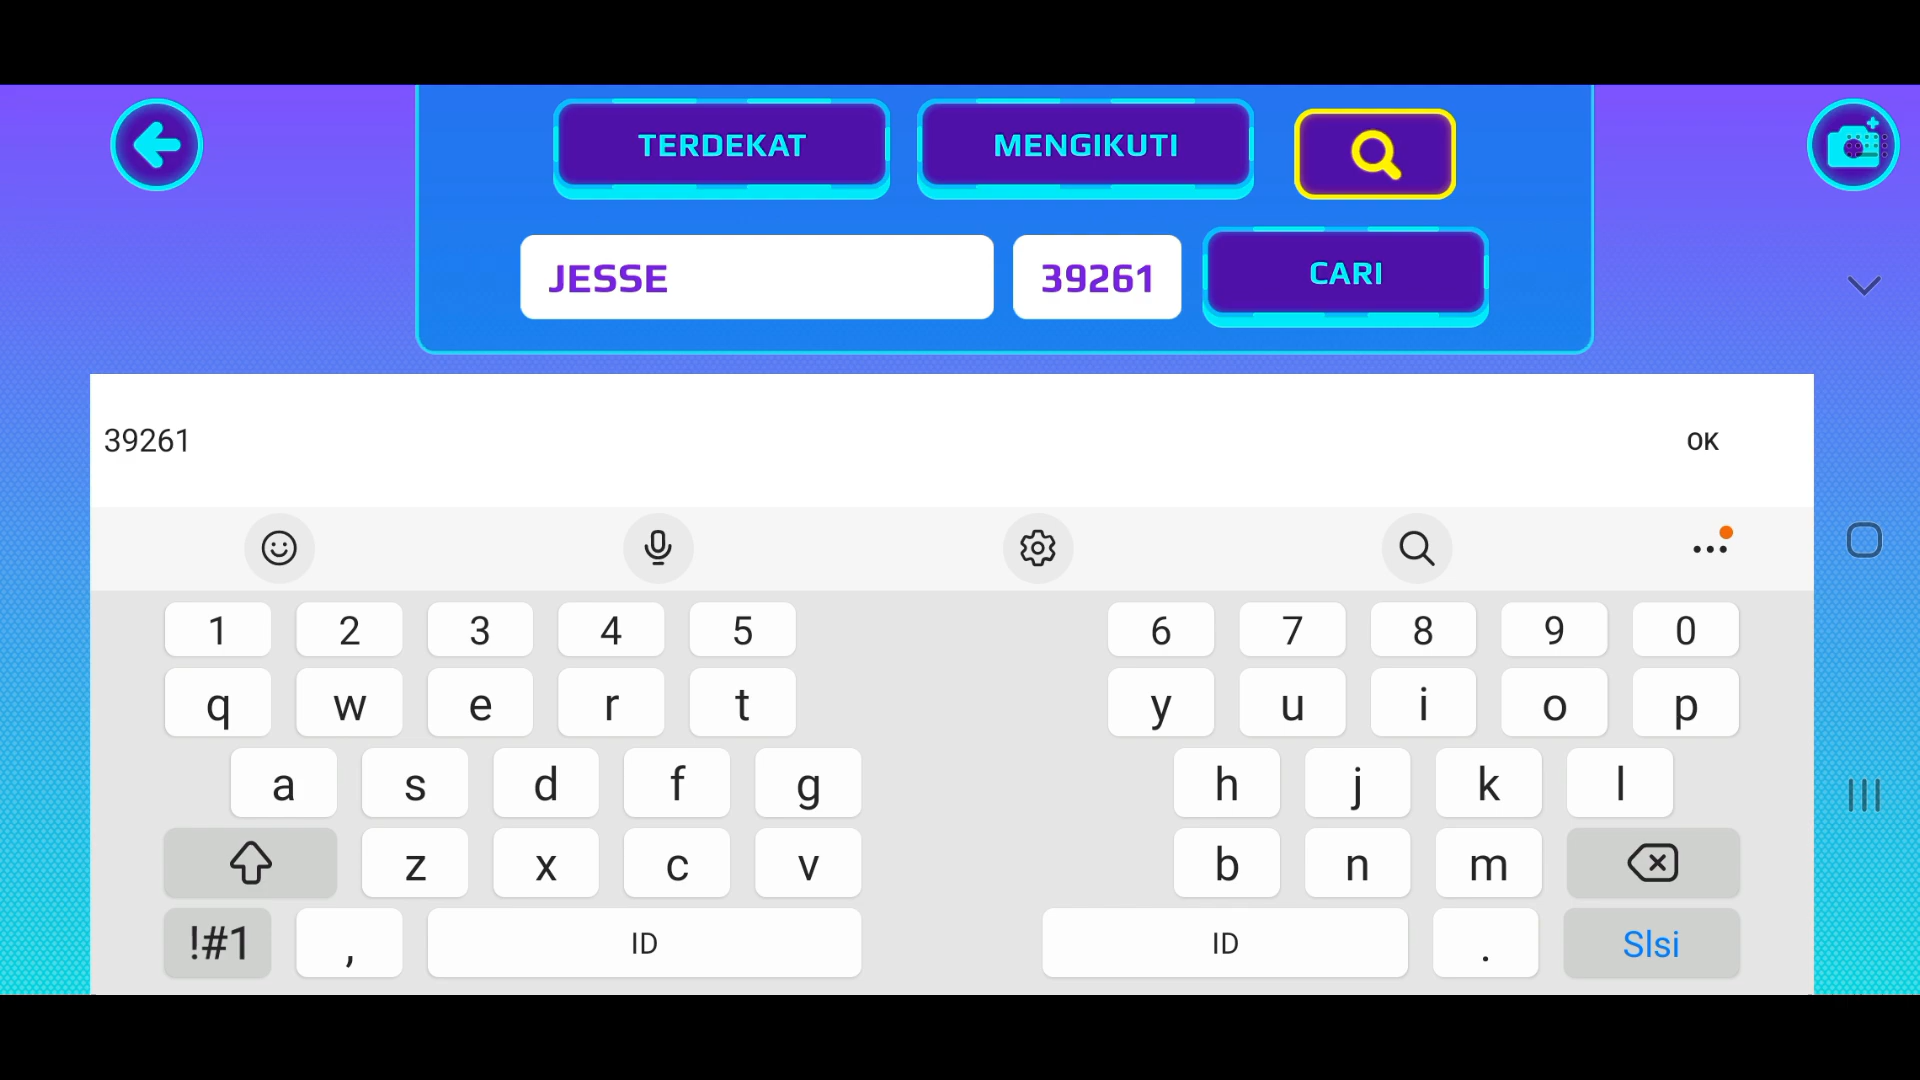 TERDEKAT MENGIKUTI
JESSE 39261 CARI
39261 OK
1 2 3 4 5 6 7 8 9 0
q w e r t y u i o p
a s d f g h j k l
z x c v b n m
!#1 , ID ID . Slsi